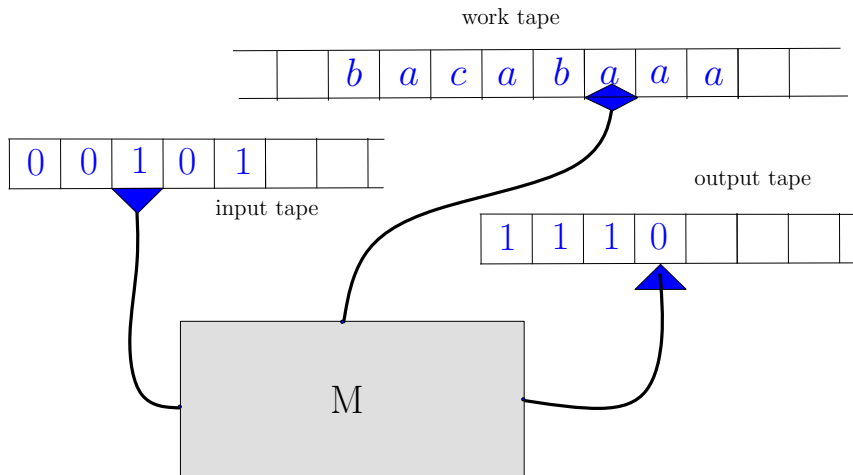 work tape
b a c a b a a a
0 0 1 0 1
input tape
output tape
1 1 1 0
M